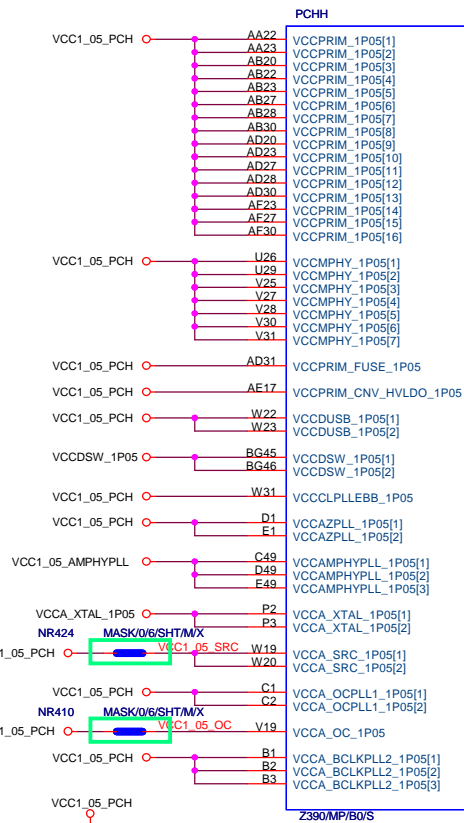 PCHH
VCC1_05_PCH AA22 VCCPRIM_1P05[1]
AA23 VCCPRIM_1P05[2]
AB20 VCCPRIM_1P05[3]
AB22 VCCPRIM_1P05[4]
AB23 VCCPRIM_1P05[5]
AB27 VCCPRIM_1P05[6]
AB28 VCCPRIM_1P05[7]
AB30 VCCPRIM_1P05[8]
AD20 VCCPRIM_1P05[9]
AD23 VCCPRIM_1P05[10]
AD27 VCCPRIM_1P05[11]
AD28 VCCPRIM_1P05[12]
AD30 VCCPRIM_1P05[13]
AF23 VCCPRIM_1P05[14]
AF27 VCCPRIM_1P05[15]
AF30 VCCPRIM_1P05[16]
VCC1_05_PCH U26 VCCMPHY_1P05[1]
U29 VCCMPHY_1P05[2]
V25 VCCMPHY_1P05[3]
V27 VCCMPHY_1P05[4]
V28 VCCMPHY_1P05[5]
V30 VCCMPHY_1P05[6]
V31 VCCMPHY_1P05[7]
VCC1_05_PCH AD31 VCCPRIM_FUSE_1P05
VCC1_05_PCH AE17 VCCPRIM_CNV_HVLDO_1P05
VCC1_05_PCH W22 VCCDUSB_1P05[1]
W23 VCCDUSB_1P05[2]
VCCDSW_1P05 BG45 VCCDSW_1P05[1]
BG46 VCCDSW_1P05[2]
VCC1_05_PCH W31 VCCCLPLLEBB_1P05
VCC1_05_PCH D1 VCCAZPLL_1P05[1]
E1 VCCAZPLL_1P05[2]
VCC1_05_AMPHYPLL C49 VCCAMPHYPLL_1P05[1]
D49 VCCAMPHYPLL_1P05[2]
E49 VCCAMPHYPLL_1P05[3]
VCCA_XTAL_1P05 P2 VCCA_XTAL_1P05[1]
P3 VCCA_XTAL_1P05[2]
NR424 MASK/0/6/SHT/M/X
1_05_PCH VCC1_05_SRC W19 VCCA_SRC_1P05[1]
W20 VCCA_SRC_1P05[2]
VCC1_05_PCH C1 VCCA_OCPLL1_1P05[1]
C2 VCCA_OCPLL1_1P05[2]
NR410 MASK/0/6/SHT/M/X
1_05_PCH VCC1_05_OC V19 VCCA_OC_1P05
VCC1_05_PCH B1 VCCA_BCLKPLL2_1P05[1]
B2 VCCA_BCLKPLL2_1P05[2]
B3 VCCA_BCLKPLL2_1P05[3]
VCC1_05_PCH
Z390/MP/B0/S